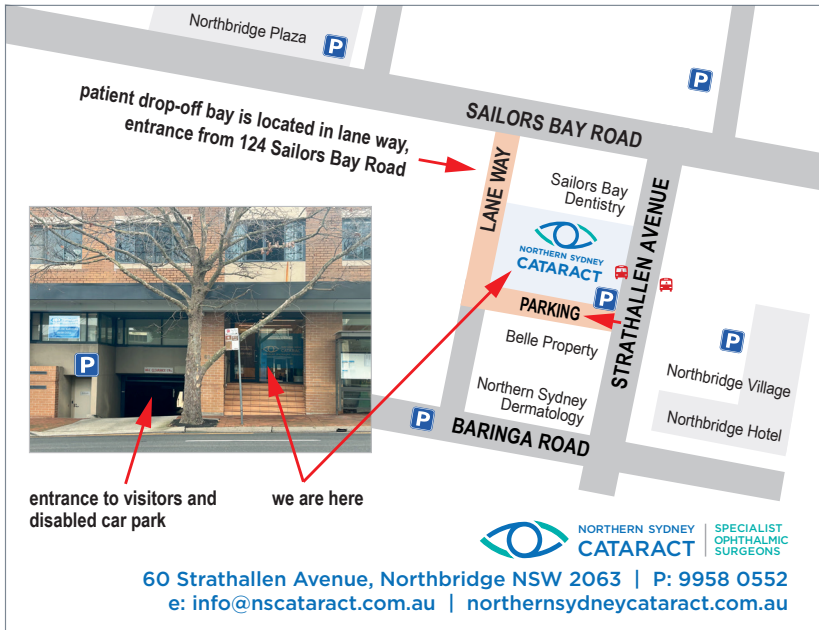 Northbridge Plaza
P
P
patient drop-off bay is located in lane way,
entrance from 124 Sailors Bay Road
SAILORS BAY ROAD
LANE WAY
Sailors Bay
Dentistry
STRATHALLEN AVENUE
NORTHERN SYDNEY
CATARACT
P
PARKING
Belle Property
P
Northbridge Village
Northern Sydney
Dermatology
Northbridge Hotel
P
BARINGA ROAD
P
entrance to visitors and
disabled car park
we are here
NORTHERN SYDNEY
CATARACT
SPECIALIST
OPHTHALMIC
SURGEONS
60 Strathallen Avenue, Northbridge NSW 2063 | P: 9958 0552
e: info@nscataract.com.au | northernsydneycataract.com.au